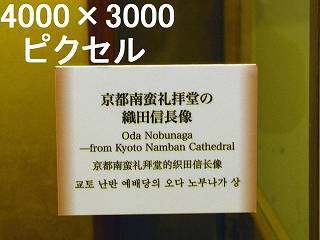 4000×3000
ピクセル
京都南蛮礼拝堂の
織田信長像
Oda Nobunaga
—from Kyoto Namban Cathedral
京都南蛮礼拜堂的织田信长像
교토 난반 예배당의 오다 노부나가 상